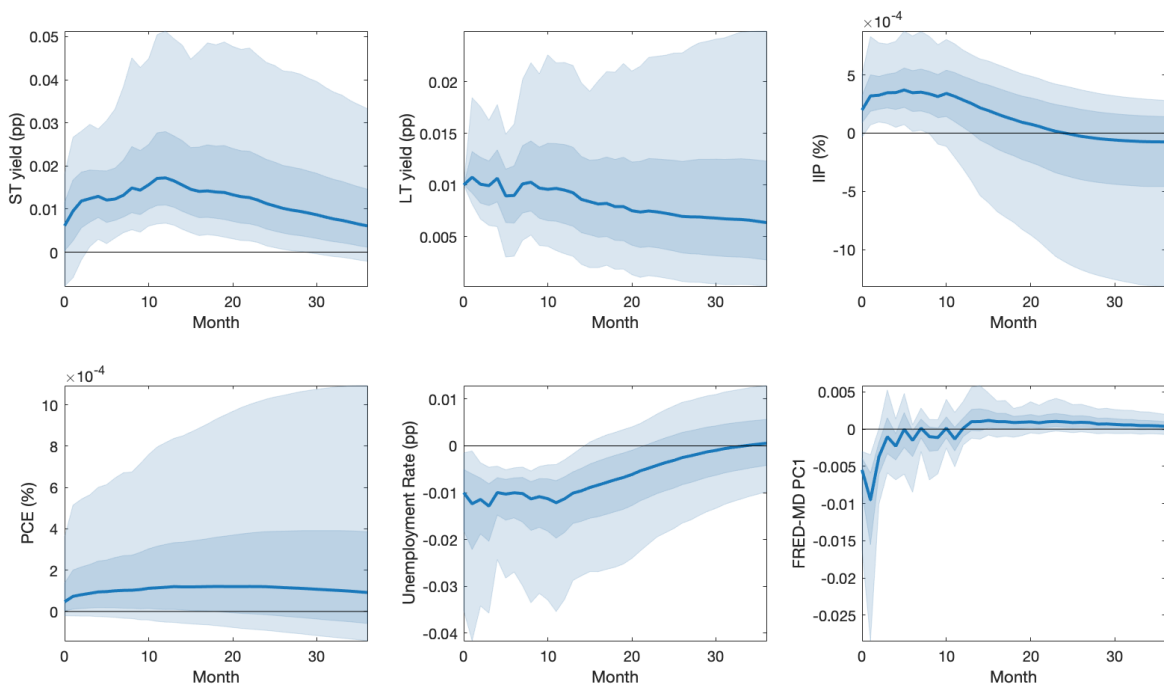 ST yield (pp)
0.05
0.04
0.03
0.02
0.01
0
0 10 20 30
Month
LT yield (pp)
0.02
0.015
0.01
0.005
0 10 20 30
Month
×10⁻⁴
IIP (%)
5
0
-5
-10
0 10 20 30
Month
×10⁻⁴
PCE (%)
10
8
6
4
2
0
0 10 20 30
Month
Unemployment Rate (pp)
0.01
0
-0.01
-0.02
-0.03
-0.04
0 10 20 30
Month
FRED-MD PC1
0.005
0
-0.005
-0.01
-0.015
-0.02
-0.025
0 10 20 30
Month